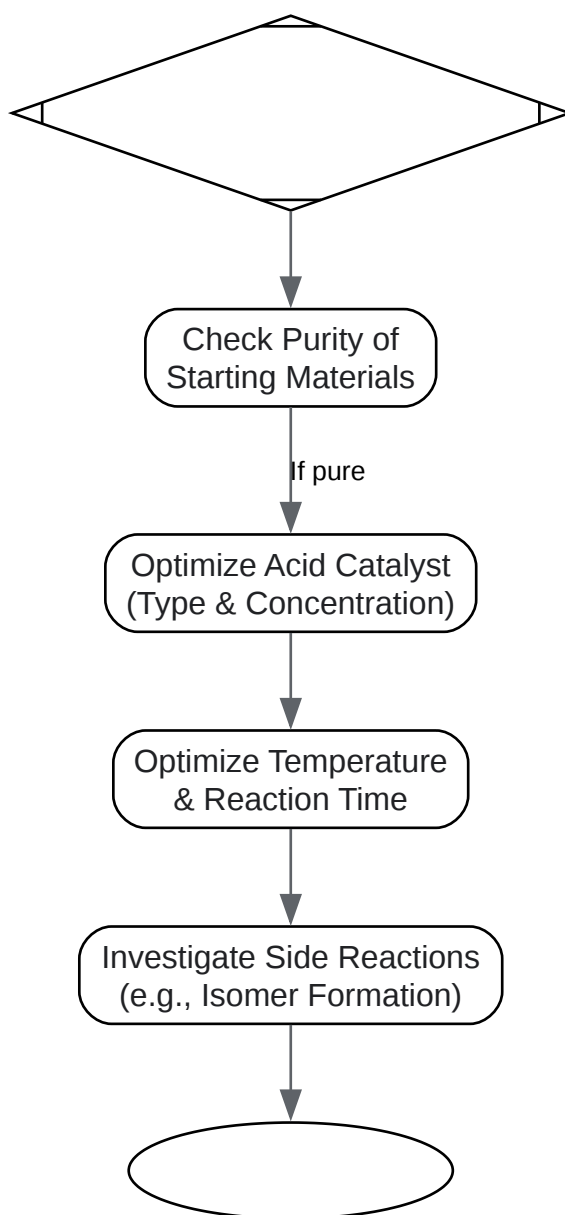 Check Purity of
Starting Materials
If pure
Optimize Acid Catalyst
(Type & Concentration)
Optimize Temperature
& Reaction Time
Investigate Side Reactions
(e.g., Isomer Formation)